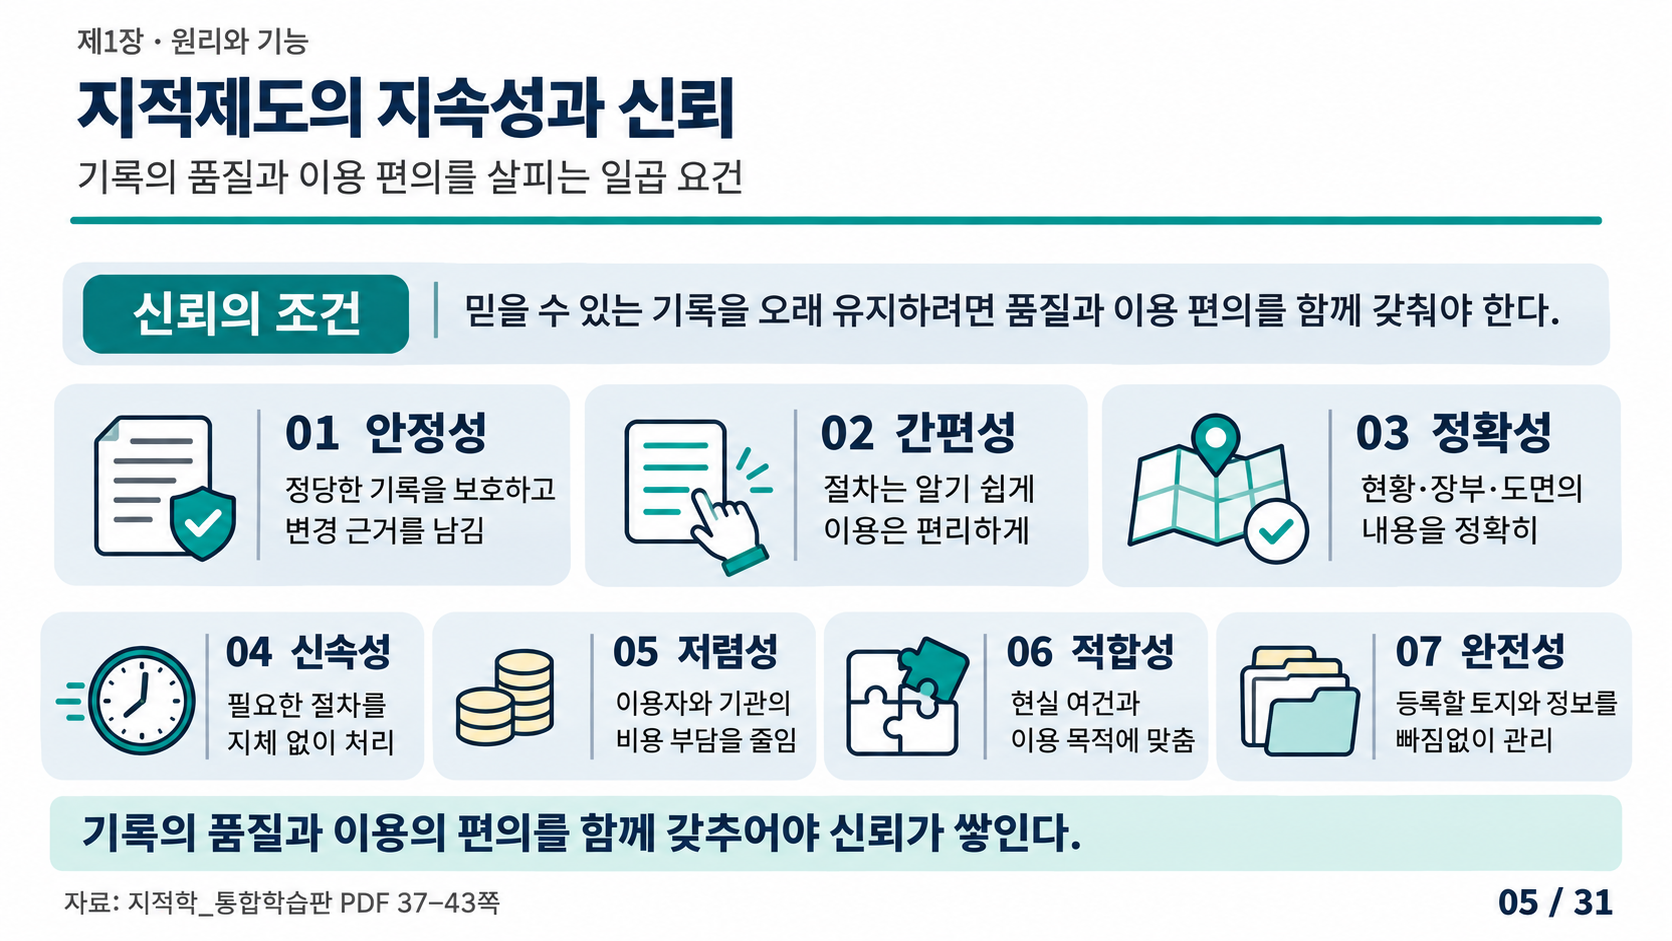 제1장 · 원리와 기능
지적제도의 지속성과 신뢰
기록의 품질과 이용 편의를 살피는 일곱 요건
신뢰의 조건
믿을 수 있는 기록을 오래 유지하려면 품질과 이용 편의를 함께 갖춰야 한다.
01 안정성
정당한 기록을 보호하고
변경 근거를 남김
02 간편성
절차는 알기 쉽게
이용은 편리하게
03 정확성
현황·장부·도면의
내용을 정확히
04 신속성
필요한 절차를
지체 없이 처리
05 저렴성
이용자와 기관의
비용 부담을 줄임
06 적합성
현실 여건과
이용 목적에 맞춤
07 완전성
등록할 토지와 정보를
빠짐없이 관리
기록의 품질과 이용의 편의를 함께 갖추어야 신뢰가 쌓인다.
자료: 지적학_통합학습판 PDF 37–43쪽
05 / 31